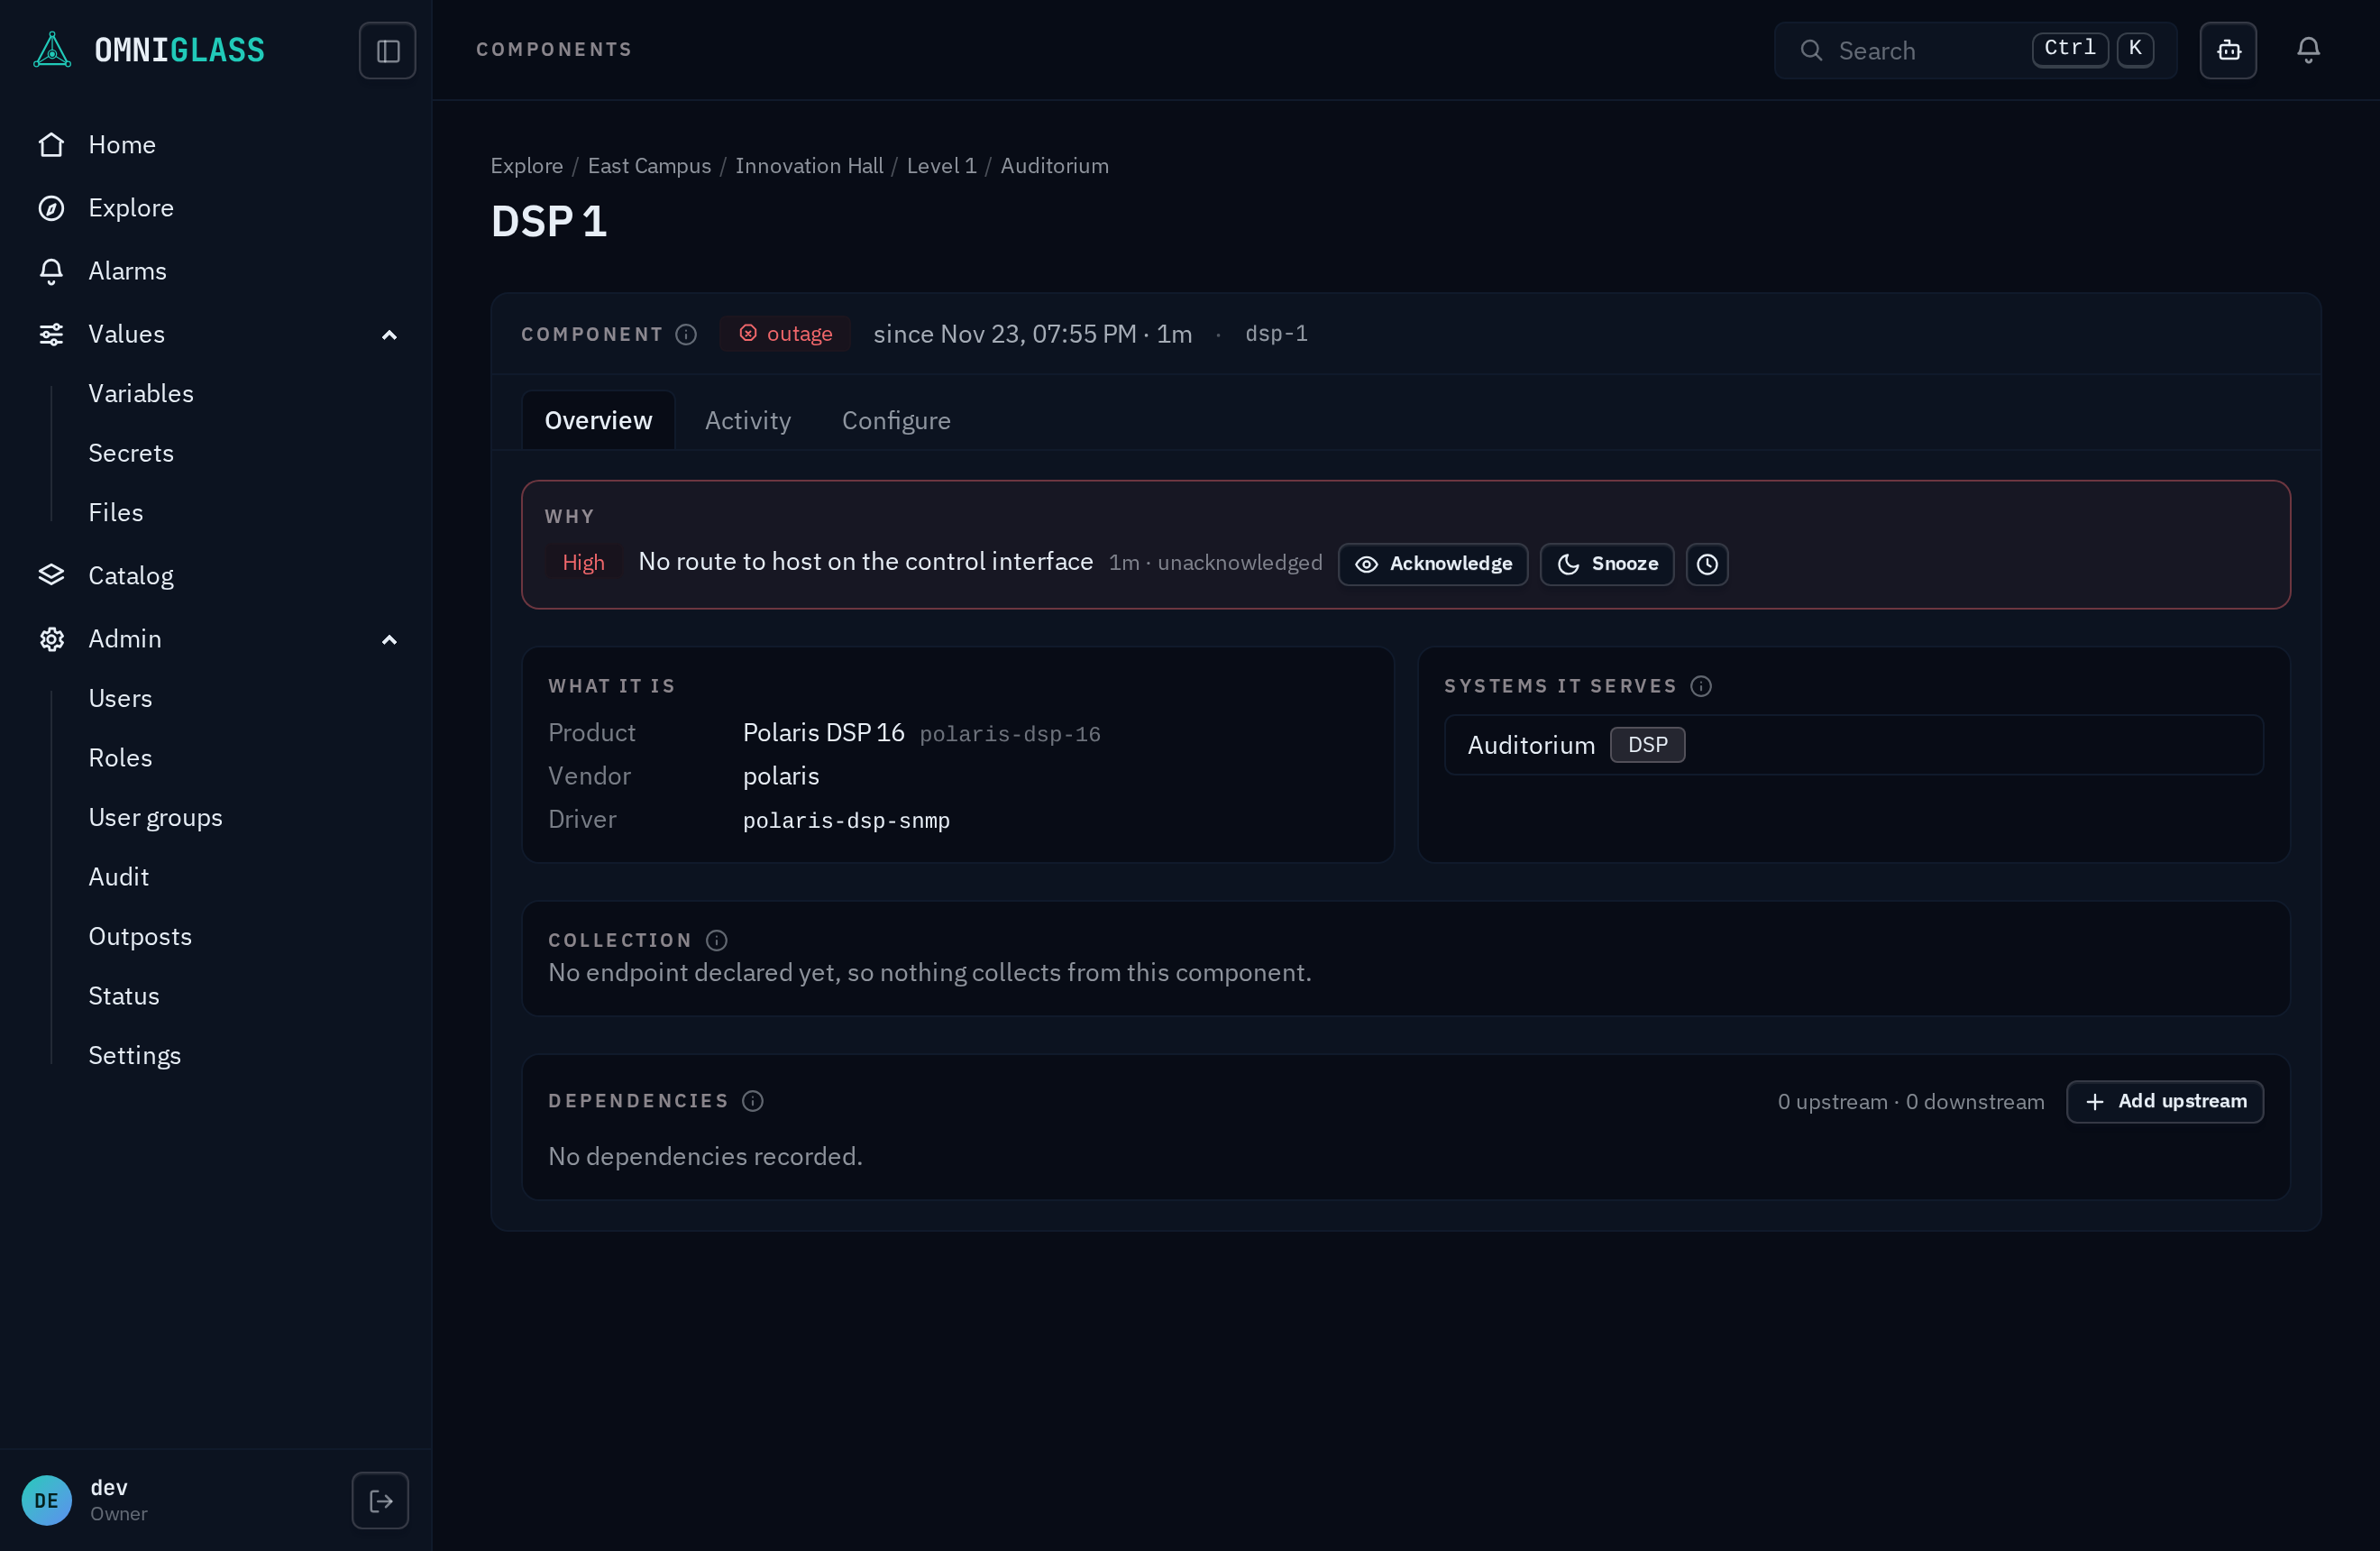 OMNIGLASS
COMPONENTS
Search Ctrl K
Home
Explore
Alarms
Values
Variables
Secrets
Files
Catalog
Admin
Users
Roles
User groups
Audit
Outposts
Status
Settings
DE dev
Owner
Explore / East Campus / Innovation Hall / Level 1 / Auditorium
DSP 1
COMPONENT outage since Nov 23, 07:55 PM · 1m · dsp-1
Overview Activity Configure
WHY
High No route to host on the control interface 1m · unacknowledged Acknowledge Snooze
WHAT IT IS
Product Polaris DSP 16 polaris-dsp-16
Vendor polaris
Driver polaris-dsp-snmp
SYSTEMS IT SERVES
Auditorium DSP
COLLECTION
No endpoint declared yet, so nothing collects from this component.
DEPENDENCIES 0 upstream · 0 downstream Add upstream
No dependencies recorded.